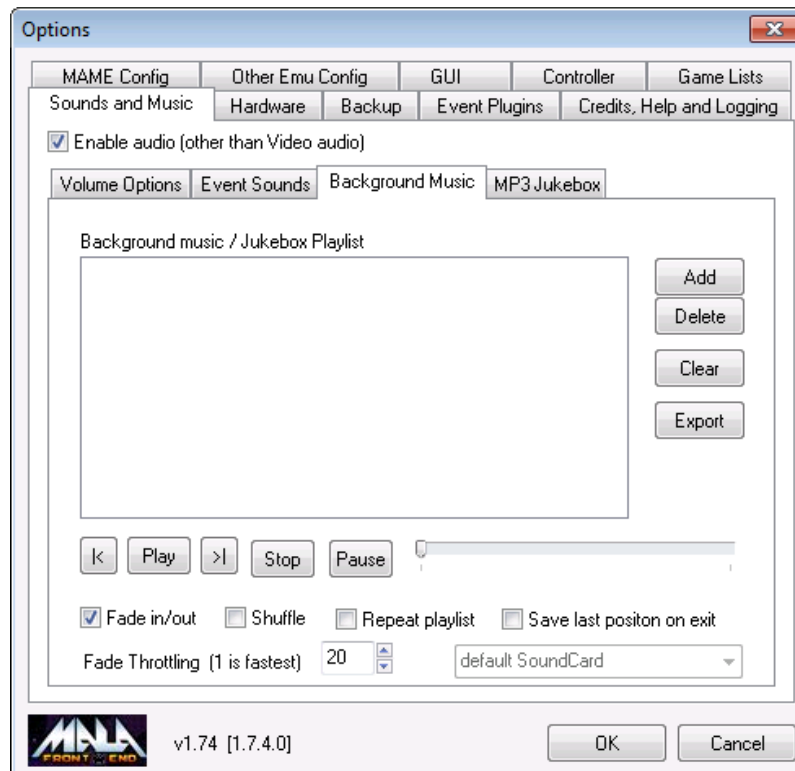 Options
MAME Config Other Emu Config GUI Controller Game Lists
Sounds and Music Hardware Backup Event Plugins Credits, Help and Logging
Enable audio (other than Video audio)
Volume Options Event Sounds Background Music MP3 Jukebox
Background music / Jukebox Playlist
Add
Delete
Clear
Export
|< Play >| Stop Pause
Fade in/out Shuffle Repeat playlist Save last positon on exit
Fade Throttling (1 is fastest) 20 default SoundCard
MALA
FRONT END
v1.74 [1.7.4.0]
OK Cancel